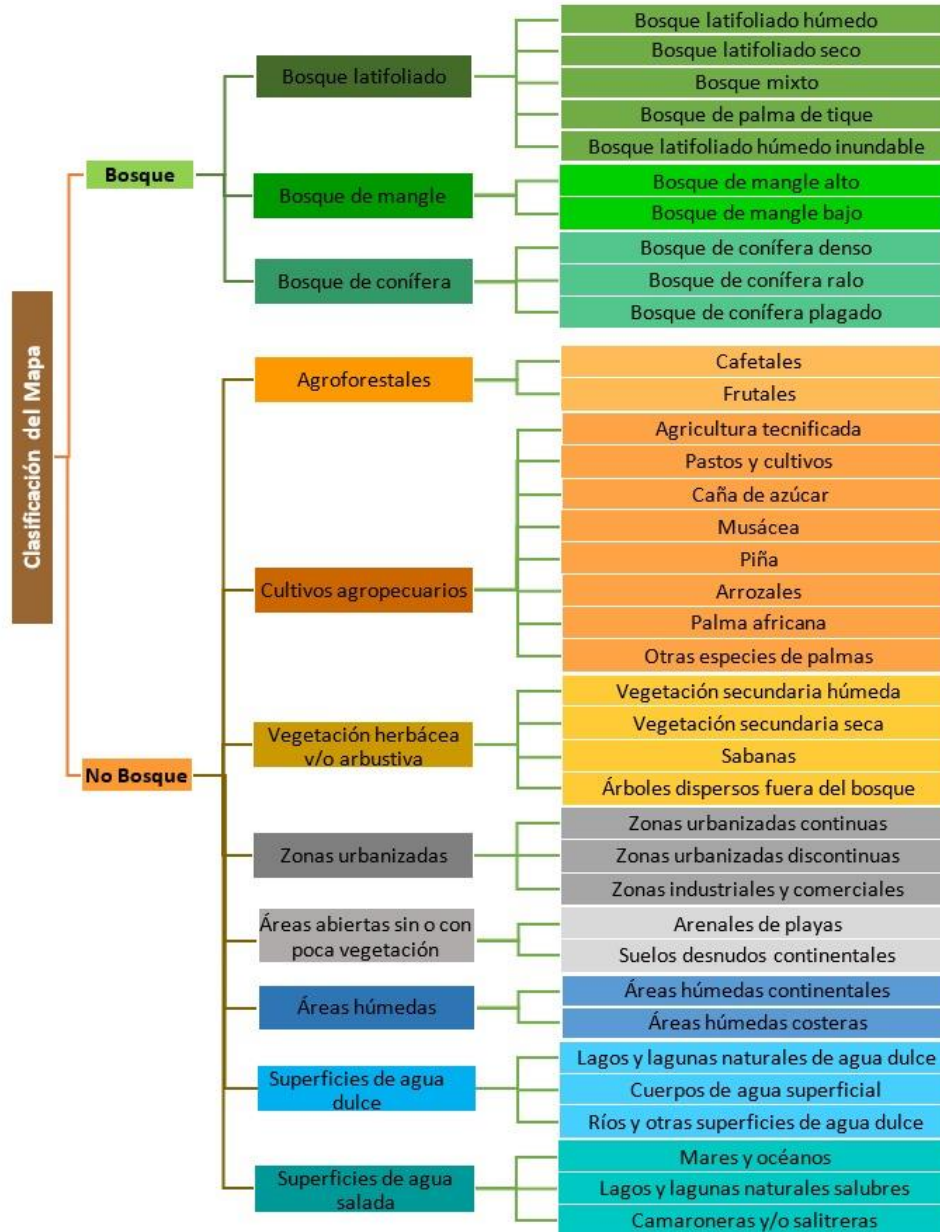 Clasificación del Mapa
Bosque
Bosque latifoliado
Bosque latifoliado húmedo
Bosque latifoliado seco
Bosque mixto
Bosque de palma de tique
Bosque latifoliado húmedo inundable
Bosque de mangle
Bosque de mangle alto
Bosque de mangle bajo
Bosque de conífera
Bosque de conífera denso
Bosque de conífera ralo
Bosque de conífera plagado
No Bosque
Agroforestales
Cafetales
Frutales
Cultivos agropecuarios
Agricultura tecnificada
Pastos y cultivos
Caña de azúcar
Musácea
Piña
Arrozales
Palma africana
Otras especies de palmas
Vegetación herbácea
y/o arbustiva
Vegetación secundaria húmeda
Vegetación secundaria seca
Sabanas
Árboles dispersos fuera del bosque
Zonas urbanizadas
Zonas urbanizadas continuas
Zonas urbanizadas discontinuas
Zonas industriales y comerciales
Áreas abiertas sin o con
poca vegetación
Arenales de playas
Suelos desnudos continentales
Áreas húmedas
Áreas húmedas continentales
Áreas húmedas costeras
Superficies de agua
dulce
Lagos y lagunas naturales de agua dulce
Cuerpos de agua superficial
Ríos y otras superficies de agua dulce
Superficies de agua
salada
Mares y océanos
Lagos y lagunas naturales salubres
Camaroneras y/o salitreras